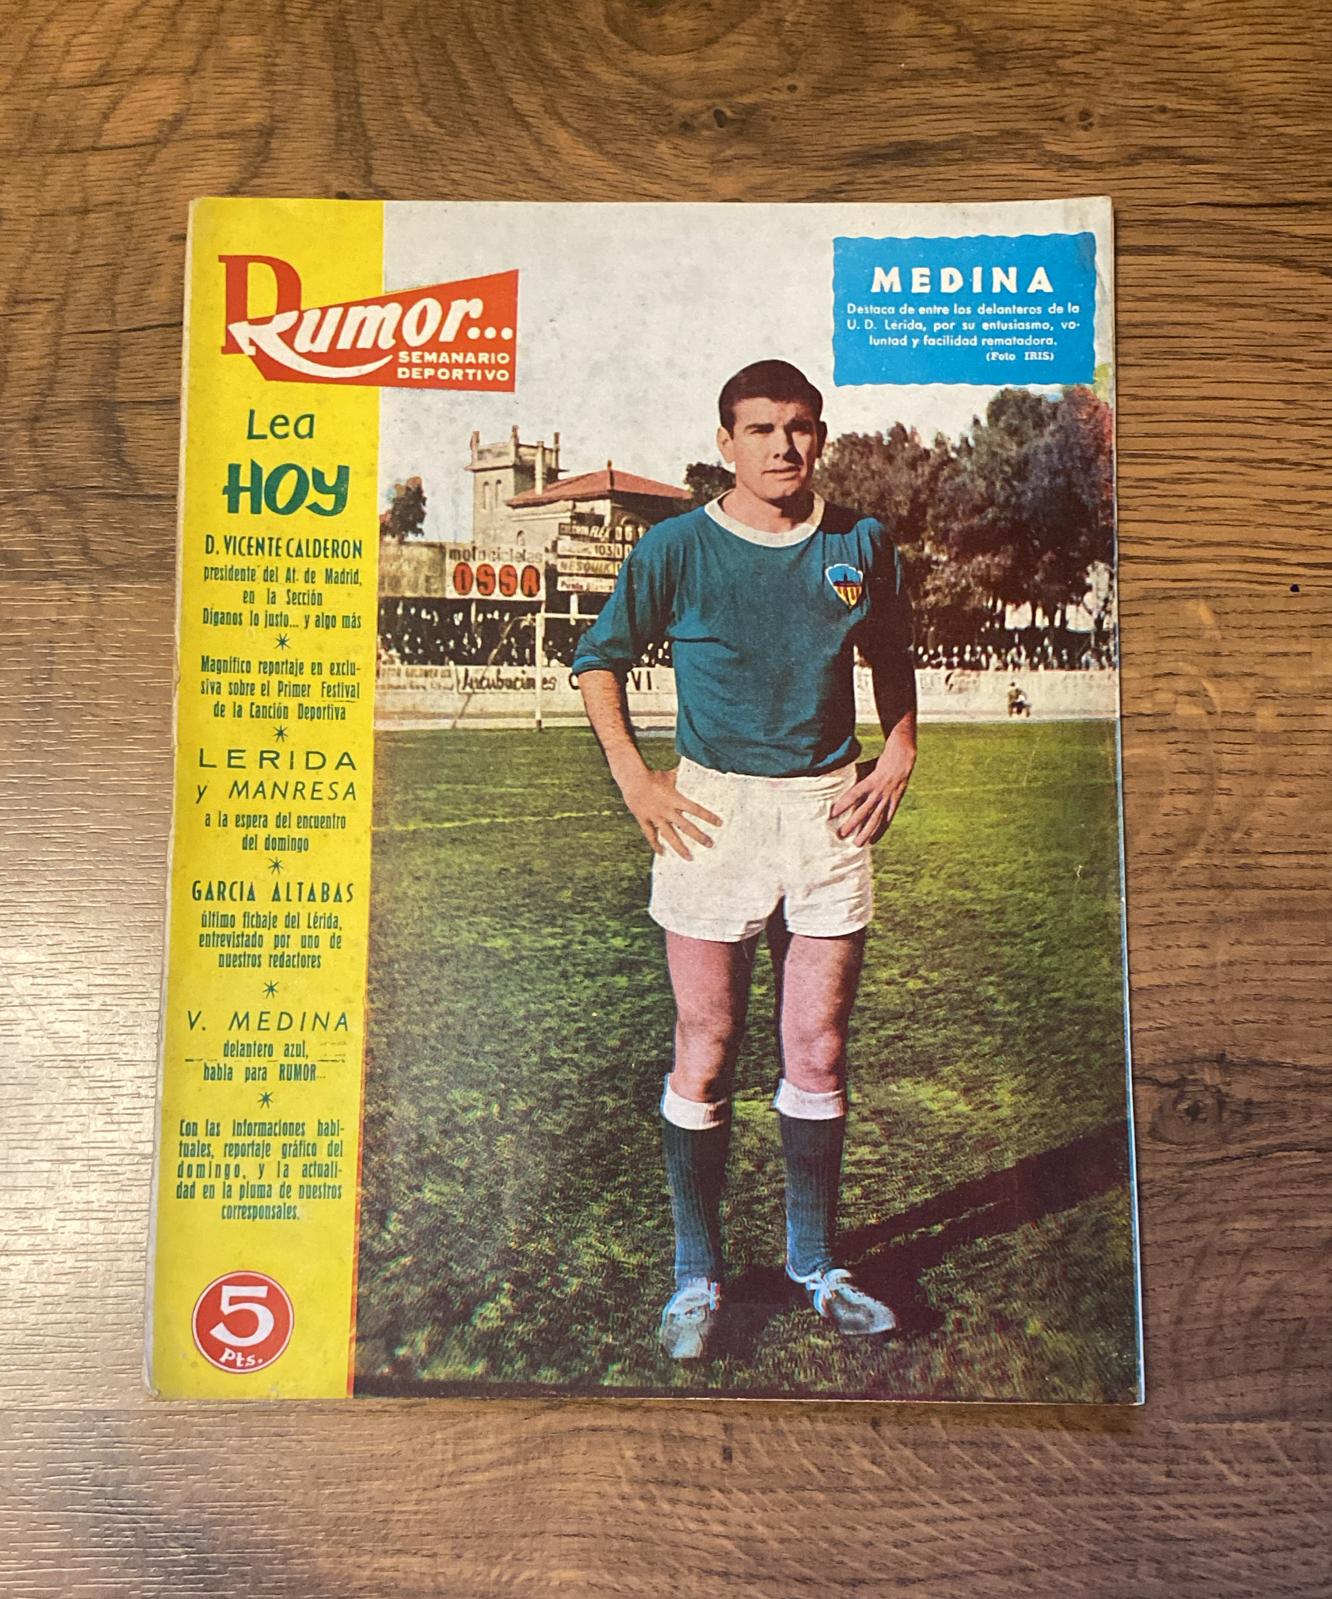 Rumor...
SEMANARIO
DEPORTIVO
MEDINA
Destaca de entre los delanteros de la
U. D. Lérida, por su entusiasmo, vo-
luntad y facilidad rematadora.
(Foto IRIS)
Lea
HOY
D. VICENTE CALDERON
presidente del At. de Madrid,
en la Sección
Díganos lo justo... y algo más
Magnífico reportaje en exclu-
siva sobre el Primer Festival
de la Canción Deportiva
LERIDA
y MANRESA
a la espera del encuentro
del domingo
GARCIA ALTABAS
último fichaje del Lérida,
entrevistado por uno de
nuestros redactores
V. MEDINA
delantero azul,
habla para RUMOR...
Con las informaciones habi-
tuales, reportaje gráfico del
domingo, y la actuali-
dad en la pluma de nuestros
corresponsales.
5
Pts.
motocicletas
OSSA
103
NESQUIK
Incubaciones